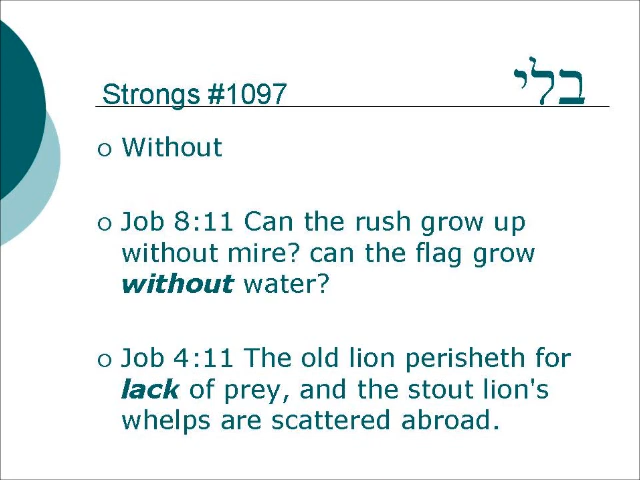 Strongs #1097 בלי
o Without
o Job 8:11 Can the rush grow up
without mire? can the flag grow
without water?
o Job 4:11 The old lion perisheth for
lack of prey, and the stout lion's
whelps are scattered abroad.